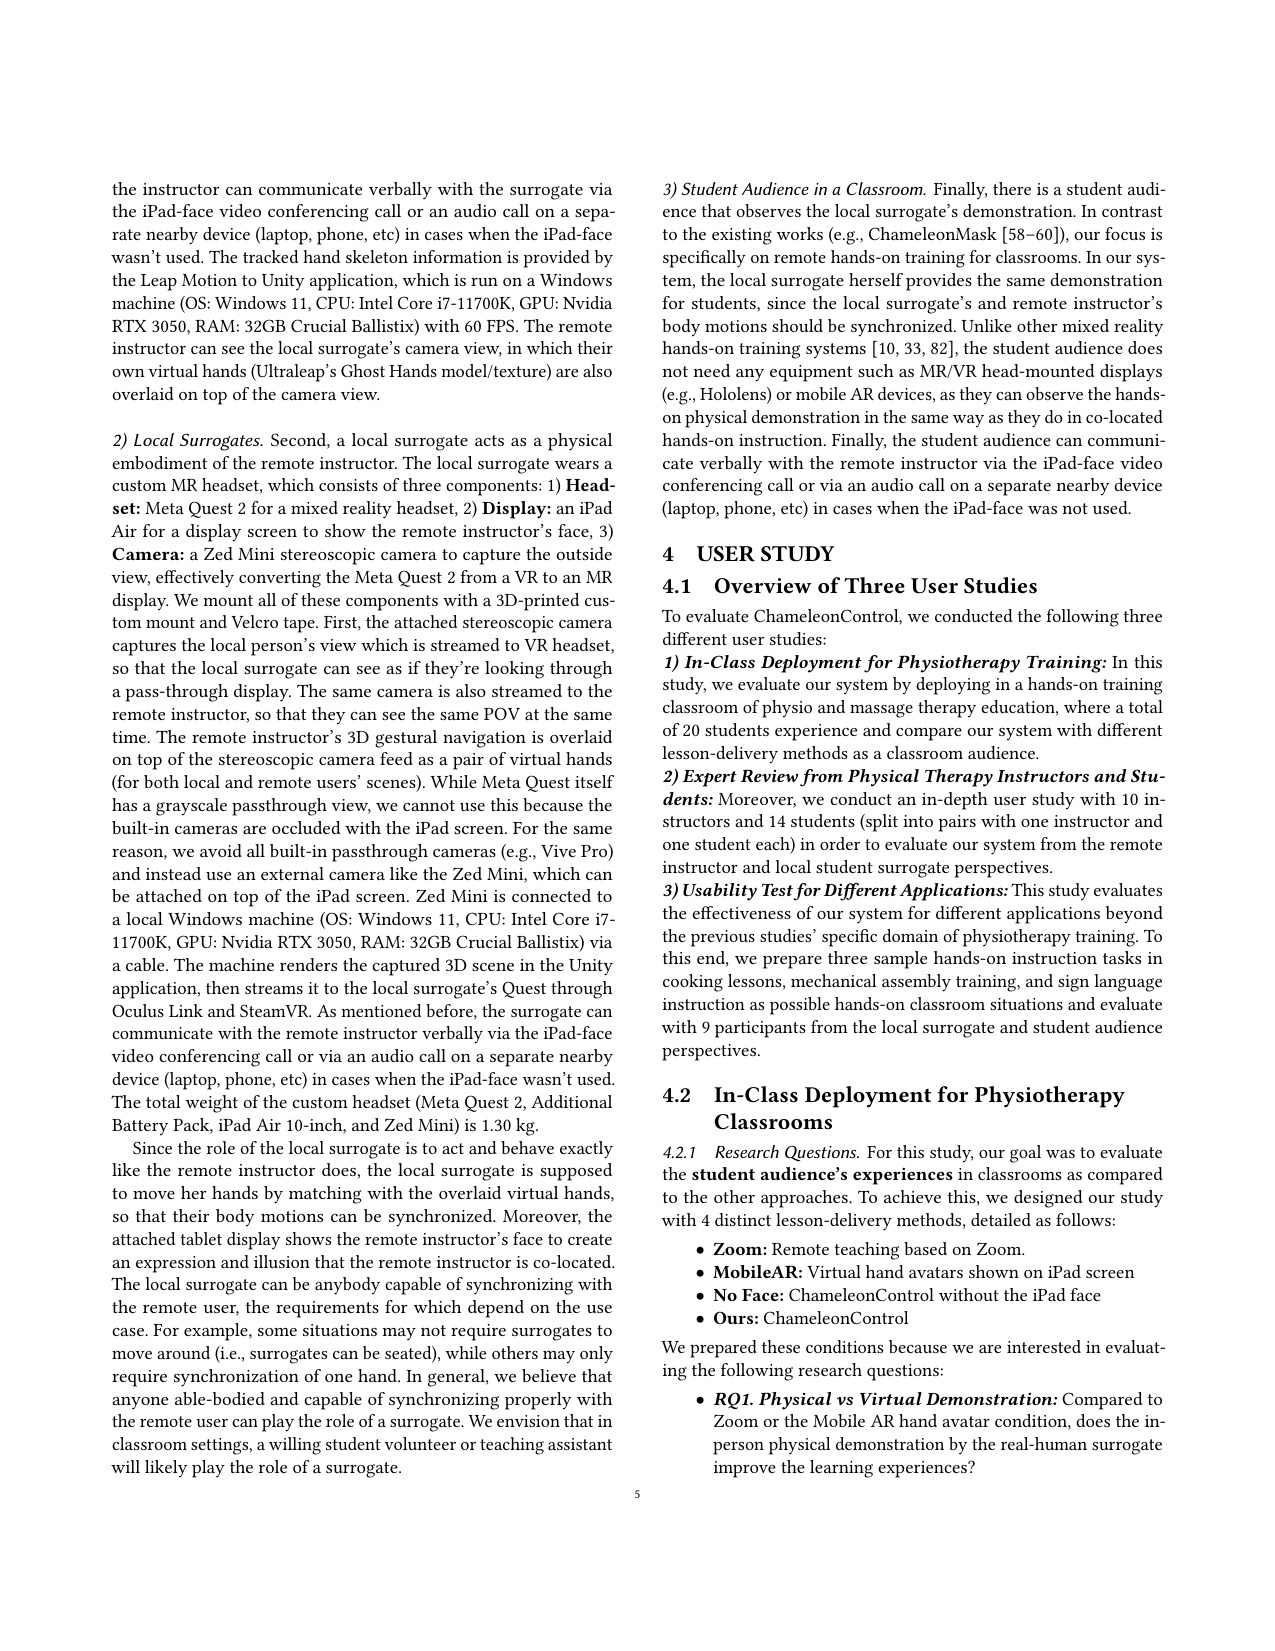 the instructor can communicate verbally with the surrogate via
the iPad-face video conferencing call or an audio call on a sepa-
rate nearby device (laptop, phone, etc) in cases when the iPad-face
wasn't used. The tracked hand skeleton information is provided by
the Leap Motion to Unity application, which is run on a Windows
machine (OS: Windows 11, CPU: Intel Core i7-11700K, GPU: Nvidia
RTX 3050, RAM: 32GB Crucial Ballistix) with 60 FPS. The remote
instructor can see the local surrogate's camera view, in which their
own virtual hands (Ultraleap's Ghost Hands model/texture) are also
overlaid on top of the camera view.
2) Local Surrogates. Second, a local surrogate acts as a physical
embodiment of the remote instructor. The local surrogate wears a
custom MR headset, which consists of three components: 1) Head-
set: Meta Quest 2 for a mixed reality headset, 2) Display: an iPad
Air for a display screen to show the remote instructor's face, 3)
Camera: a Zed Mini stereoscopic camera to capture the outside
view, effectively converting the Meta Quest 2 from a VR to an MR
display. We mount all of these components with a 3D-printed cus-
tom mount and Velcro tape. First, the attached stereoscopic camera
captures the local person's view which is streamed to VR headset,
so that the local surrogate can see as if they're looking through
a pass-through display. The same camera is also streamed to the
remote instructor, so that they can see the same POV at the same
time. The remote instructor's 3D gestural navigation is overlaid
on top of the stereoscopic camera feed as a pair of virtual hands
(for both local and remote users' scenes). While Meta Quest itself
has a grayscale passthrough view, we cannot use this because the
built-in cameras are occluded with the iPad screen. For the same
reason, we avoid all built-in passthrough cameras (e.g., Vive Pro)
and instead use an external camera like the Zed Mini, which can
be attached on top of the iPad screen. Zed Mini is connected to
a local Windows machine (OS: Windows 11, CPU: Intel Core i7-
11700K, GPU: Nvidia RTX 3050, RAM: 32GB Crucial Ballistix) via
a cable. The machine renders the captured 3D scene in the Unity
application, then streams it to the local surrogate's Quest through
Oculus Link and SteamVR. As mentioned before, the surrogate can
communicate with the remote instructor verbally via the iPad-face
video conferencing call or via an audio call on a separate nearby
device (laptop, phone, etc) in cases when the iPad-face wasn't used.
The total weight of the custom headset (Meta Quest 2, Additional
Battery Pack, iPad Air 10-inch, and Zed Mini) is 1.30 kg.
Since the role of the local surrogate is to act and behave exactly
like the remote instructor does, the local surrogate is supposed
to move her hands by matching with the overlaid virtual hands,
so that their body motions can be synchronized. Moreover, the
attached tablet display shows the remote instructor's face to create
an expression and illusion that the remote instructor is co-located.
The local surrogate can be anybody capable of synchronizing with
the remote user, the requirements for which depend on the use
case. For example, some situations may not require surrogates to
move around (i.e., surrogates can be seated), while others may only
require synchronization of one hand. In general, we believe that
anyone able-bodied and capable of synchronizing properly with
the remote user can play the role of a surrogate. We envision that in
classroom settings, a willing student volunteer or teaching assistant
will likely play the role of a surrogate.
3) Student Audience in a Classroom. Finally, there is a student audi-
ence that observes the local surrogate's demonstration. In contrast
to the existing works (e.g., ChameleonMask [58–60]), our focus is
specifically on remote hands-on training for classrooms. In our sys-
tem, the local surrogate herself provides the same demonstration
for students, since the local surrogate's and remote instructor's
body motions should be synchronized. Unlike other mixed reality
hands-on training systems [10, 33, 82], the student audience does
not need any equipment such as MR/VR head-mounted displays
(e.g., Hololens) or mobile AR devices, as they can observe the hands-
on physical demonstration in the same way as they do in co-located
hands-on instruction. Finally, the student audience can communi-
cate verbally with the remote instructor via the iPad-face video
conferencing call or via an audio call on a separate nearby device
(laptop, phone, etc) in cases when the iPad-face was not used.
4 USER STUDY
4.1 Overview of Three User Studies
To evaluate ChameleonControl, we conducted the following three
different user studies:
1) In-Class Deployment for Physiotherapy Training: In this
study, we evaluate our system by deploying in a hands-on training
classroom of physio and massage therapy education, where a total
of 20 students experience and compare our system with different
lesson-delivery methods as a classroom audience.
2) Expert Review from Physical Therapy Instructors and Stu-
dents: Moreover, we conduct an in-depth user study with 10 in-
structors and 14 students (split into pairs with one instructor and
one student each) in order to evaluate our system from the remote
instructor and local student surrogate perspectives.
3) Usability Test for Different Applications: This study evaluates
the effectiveness of our system for different applications beyond
the previous studies' specific domain of physiotherapy training. To
this end, we prepare three sample hands-on instruction tasks in
cooking lessons, mechanical assembly training, and sign language
instruction as possible hands-on classroom situations and evaluate
with 9 participants from the local surrogate and student audience
perspectives.
4.2 In-Class Deployment for Physiotherapy
Classrooms
4.2.1 Research Questions. For this study, our goal was to evaluate
the student audience's experiences in classrooms as compared
to the other approaches. To achieve this, we designed our study
with 4 distinct lesson-delivery methods, detailed as follows:
• Zoom: Remote teaching based on Zoom.
• MobileAR: Virtual hand avatars shown on iPad screen
• No Face: ChameleonControl without the iPad face
• Ours: ChameleonControl
We prepared these conditions because we are interested in evaluat-
ing the following research questions:
• RQ1. Physical vs Virtual Demonstration: Compared to
Zoom or the Mobile AR hand avatar condition, does the in-
person physical demonstration by the real-human surrogate
improve the learning experiences?
5